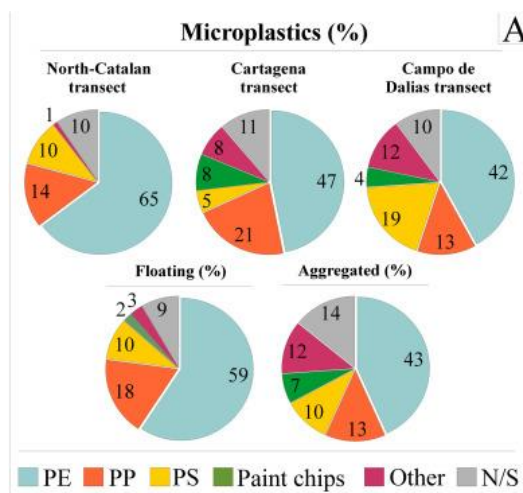 Microplastics (%)
A
North-Catalan
transect
Cartagena
transect
Campo de
Dalias transect
1
10
10
14
65
11
8
8
5
21
47
10
12
4
19
13
42
Floating (%)
Aggregated (%)
3
2
9
10
18
59
14
12
7
10
13
43
PE PP PS Paint chips Other N/S